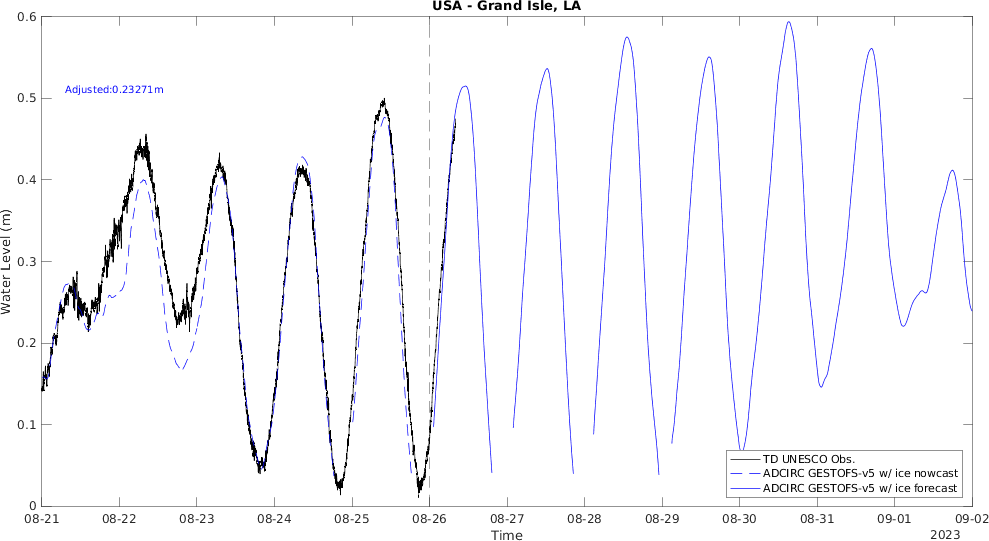 USA - Grand Isle, LA
0.6
0.5
0.4
0.3
0.2
0.1
0
Water Level (m)
Adjusted:0.23271m
TD UNESCO Obs.
ADCIRC GESTOFS-v5 w/ ice nowcast
ADCIRC GESTOFS-v5 w/ ice forecast
08-21 08-22 08-23 08-24 08-25 08-26 08-27 08-28 08-29 08-30 08-31 09-01 09-02
Time
2023